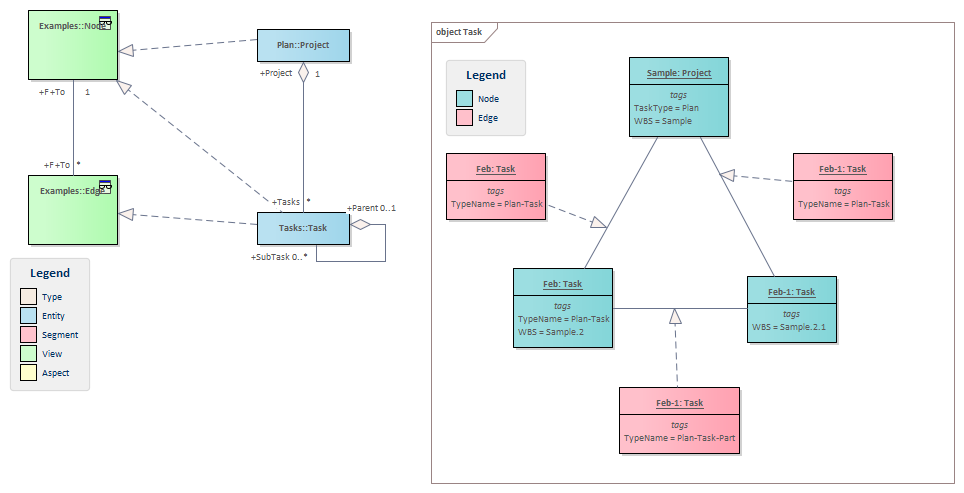 Examples::Node
Plan::Project
+Project
1
+F+To
1
+F+To
*
Examples::Edge
+Tasks
*
+Parent 0..1
Tasks::Task
+SubTask 0..*
Legend
Type
Entity
Segment
View
Aspect
object Task
Legend
Node
Edge
Sample: Project
tags
TaskType = Plan
WBS = Sample
Feb: Task
tags
TypeName = Plan-Task
Feb-1: Task
tags
TypeName = Plan-Task
Feb: Task
tags
TypeName = Plan-Task
WBS = Sample.2
Feb-1: Task
tags
WBS = Sample.2.1
Feb-1: Task
tags
TypeName = Plan-Task-Part